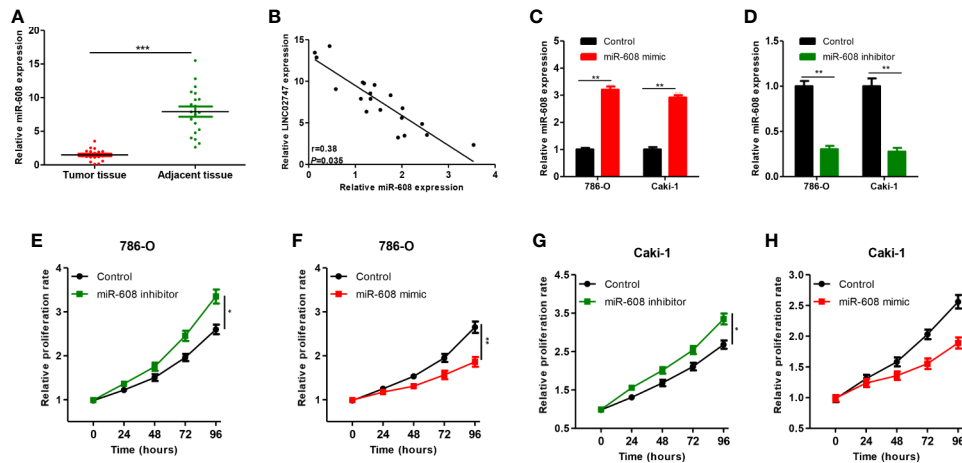 A
Relative miR-608 expression
20
15
10
5
0
***
Tumor tissue
Adjacent tissue
B
Relative LINC02747 expression
15
10
5
0
r=0.38
P=0.035
0
1
2
3
4
Relative miR-608 expression
C
Control
miR-608 mimic
Relative miR-608 expression
5
4
3
2
1
0
**
**
786-O
Caki-1
D
Control
miR-608 inhibitor
Relative miR-608 expression
1.5
1.0
0.5
0.0
**
**
786-O
Caki-1
E
786-O
Control
miR-608 inhibitor
Relative proliferation rate
4
3
2
1
*
0
24
48
72
96
Time (hours)
F
786-O
Control
miR-608 mimic
Relative proliferation rate
4
3
2
1
**
0
24
48
72
96
Time (hours)
G
Caki-1
Control
miR-608 inhibitor
Relative proliferation rate
4.5
3.5
2.5
1.5
0.5
*
0
24
48
72
96
Time (hours)
H
Caki-1
Control
miR-608 mimic
Relative proliferation rate
3.0
2.5
2.0
1.5
1.0
0.5
0
24
48
72
96
Time (hours)